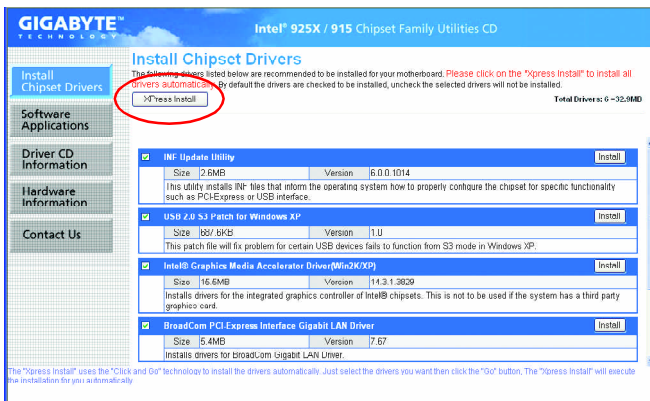 GIGABYTE™
TECHNOLOGY
Intel® 925X / 915 Chipset Family Utilities CD
Install
Chipset Drivers
Software
Applications
Driver CD
Information
Hardware
Information
Contact Us
Install Chipset Drivers
The following drivers listed below are recommended to be installed for your motherboard. Please click on the "Xpress Install" to install all
drivers automatically. By default the drivers are checked to be installed, uncheck the selected drivers will not be installed.
XPress Install
Total Drivers: 6 =32.9MB
INF Update Utility
Install
Size 2.6MB Version 6.0.0.1014
This utility installs INF files that inform the operating system how to properly configure the chipset for specific functionality
such as PCI-Express or USB interface.
USB 2.0 S3 Patch for Windows XP
Install
Size 687.6KB Version 1.0
This patch file will fix problem for certain USB devices fails to function from S3 mode in Windows XP.
Intel® Graphics Media Accelerator Driver(Win2K/XP)
Install
Size 15.5MB Version 14.3.1.3829
Installs drivers for the integrated graphics controller of Intel® chipsets. This is not to be used if the system has a third party
graphics card.
BroadCom PCI-Express Interface Gigabit LAN Driver
Install
Size 5.4MB Version 7.67
Installs drivers for BroadCom Gigabit LAN Driver.
The "Xpress Install" uses the "Click and Go" technology to install the drivers automatically. Just select the drivers you want then click the "Go" button, The "Xpress Install" will execute
the installation for you automatically.